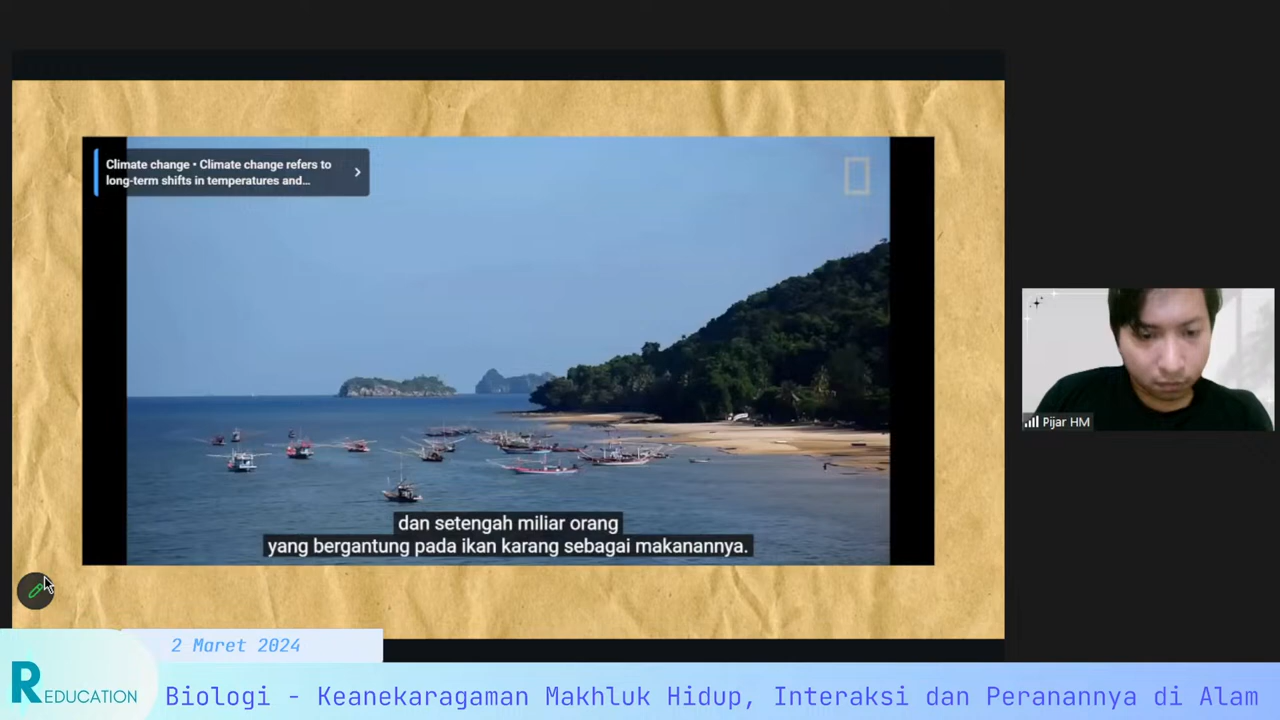 Climate change • Climate change refers to
long-term shifts in temperatures and...
dan setengah miliar orang
yang bergantung pada ikan karang sebagai makanannya.
Pijar HM
2 Maret 2024
REDUCATION
Biologi - Keanekaragaman Makhluk Hidup, Interaksi dan Peranannya di Alam